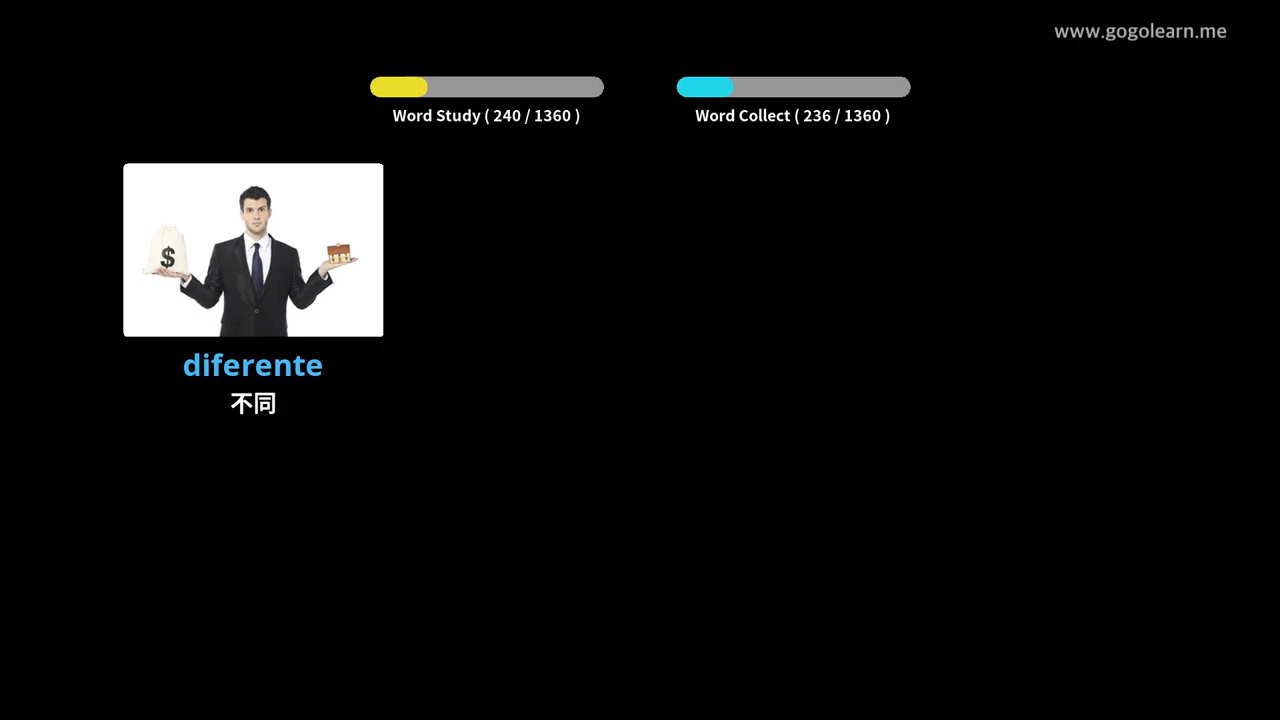 www.gogolearn.me
Word Study ( 240 / 1360 )
Word Collect ( 236 / 1360 )
$
diferente
不同